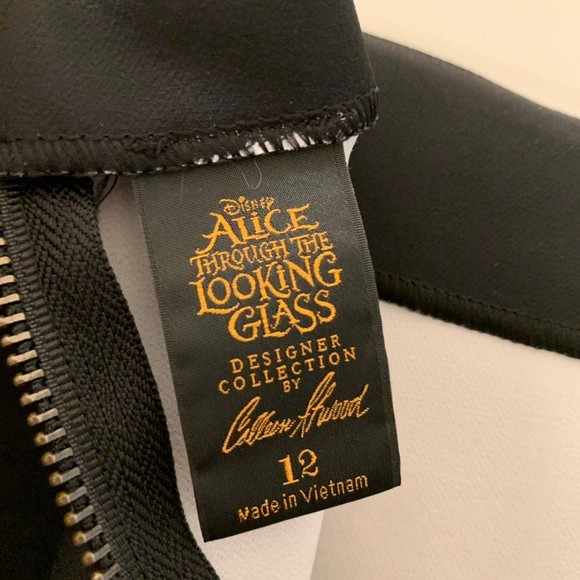 Disney
ALICE
THROUGH THE
LOOKING
GLASS
DESIGNER
COLLECTION
BY
Colleen Atwood
12
Made in Vietnam